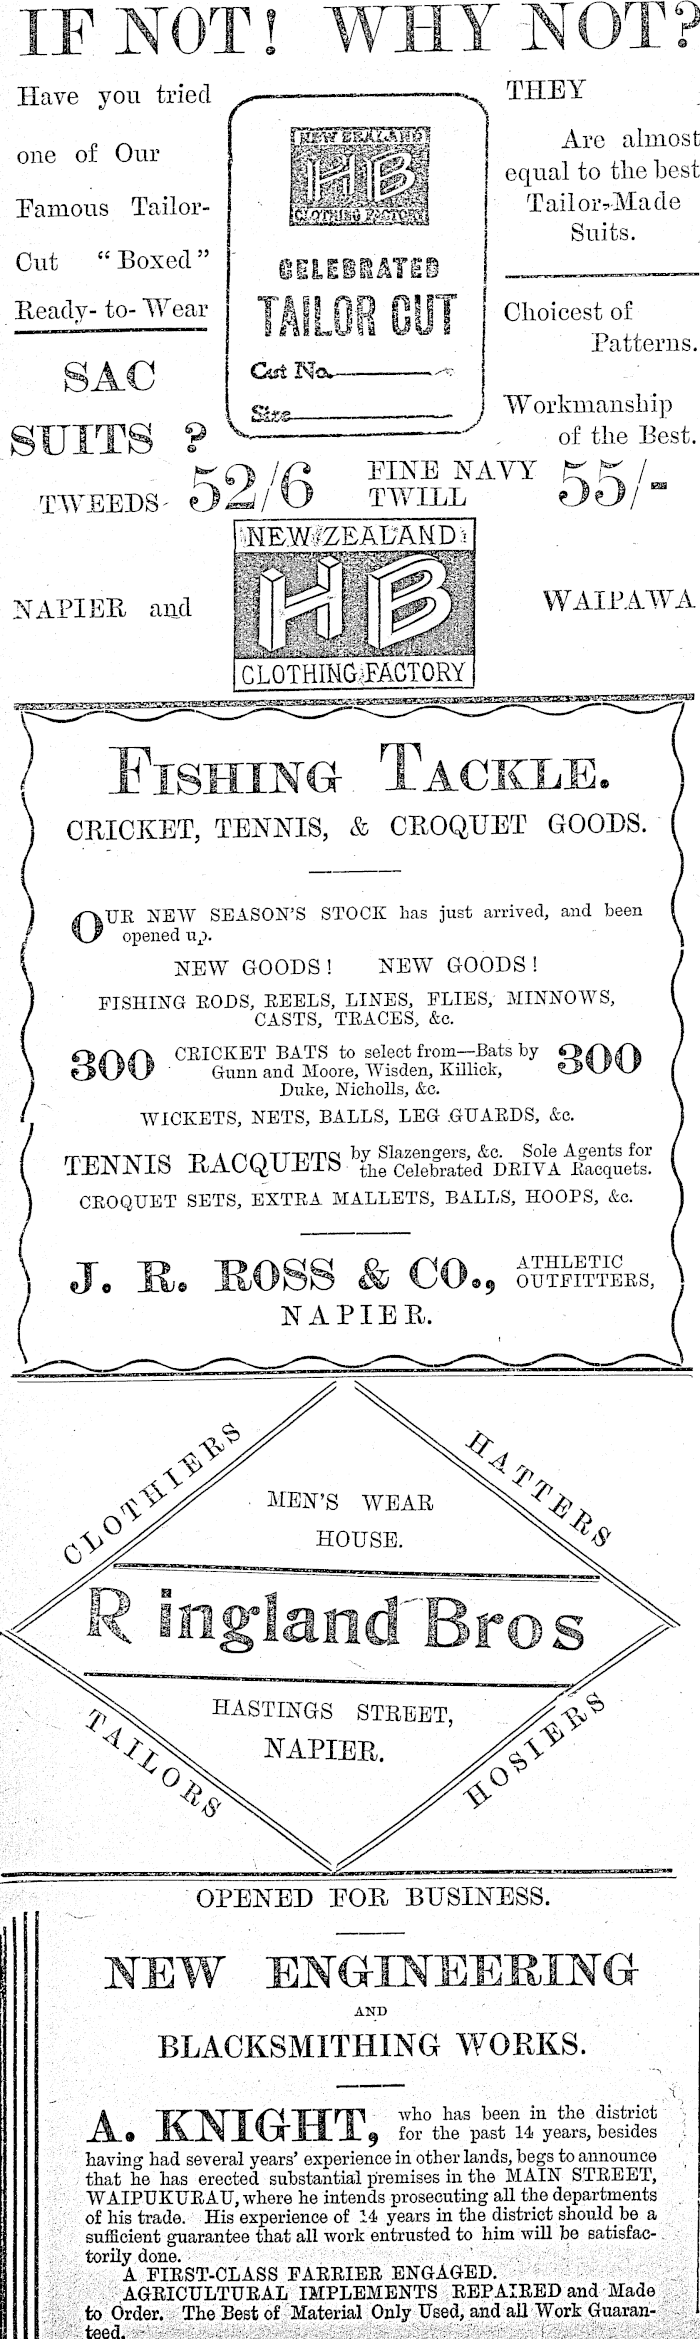 IF NOT! WHY NOT?
Have you tried
one of Our
Famous Tailor-
Cut "Boxed"
Ready-to-Wear
SAC
SUITS ?
NEW ZEALAND
HB
CLOTHING FACTORY
CELEBRATED
TAILOR CUT
Cut No.
Size
THEY
Are almost
equal to the best
Tailor-Made
Suits.
Choicest of
Patterns.
Workmanship
of the Best.
TWEEDS 52/6 FINE NAVY TWILL 55/-
NAPIER and
NEW ZEALAND
HB
CLOTHING FACTORY
WAIPAWA
FISHING TACKLE.
CRICKET, TENNIS, & CROQUET GOODS.
OUR NEW SEASON'S STOCK has just arrived, and been
opened up.
NEW GOODS! NEW GOODS!
FISHING RODS, REELS, LINES, FLIES, MINNOWS,
CASTS, TRACES, &c.
300 CRICKET BATS to select from—Bats by 300
Gunn and Moore, Wisden, Killick,
Duke, Nicholls, &c.
WICKETS, NETS, BALLS, LEG GUARDS, &c.
TENNIS RACQUETS by Slazengers, &c. Sole Agents for
the Celebrated DRIVA Racquets.
CROQUET SETS, EXTRA MALLETS, BALLS, HOOPS, &c.
J. R. ROSS & CO., ATHLETIC
OUTFITTERS,
NAPIER.
CLOTHIERS
HATTERS
MEN'S WEAR
HOUSE.
Ringland Bros
HASTINGS STREET,
NAPIER.
TAILORS
HOSIERS
OPENED FOR BUSINESS.
NEW ENGINEERING
AND
BLACKSMITHING WORKS.
A. KNIGHT, who has been in the district
for the past 14 years, besides
having had several years' experience in other lands, begs to announce
that he has erected substantial premises in the MAIN STREET,
WAIPUKURAU, where he intends prosecuting all the departments
of his trade. His experience of 14 years in the district should be a
sufficient guarantee that all work entrusted to him will be satisfac-
torily done.
A FIRST-CLASS FARRIER ENGAGED.
AGRICULTURAL IMPLEMENTS REPAIRED and Made
to Order. The Best of Material Only Used, and all Work Guaran-
teed.